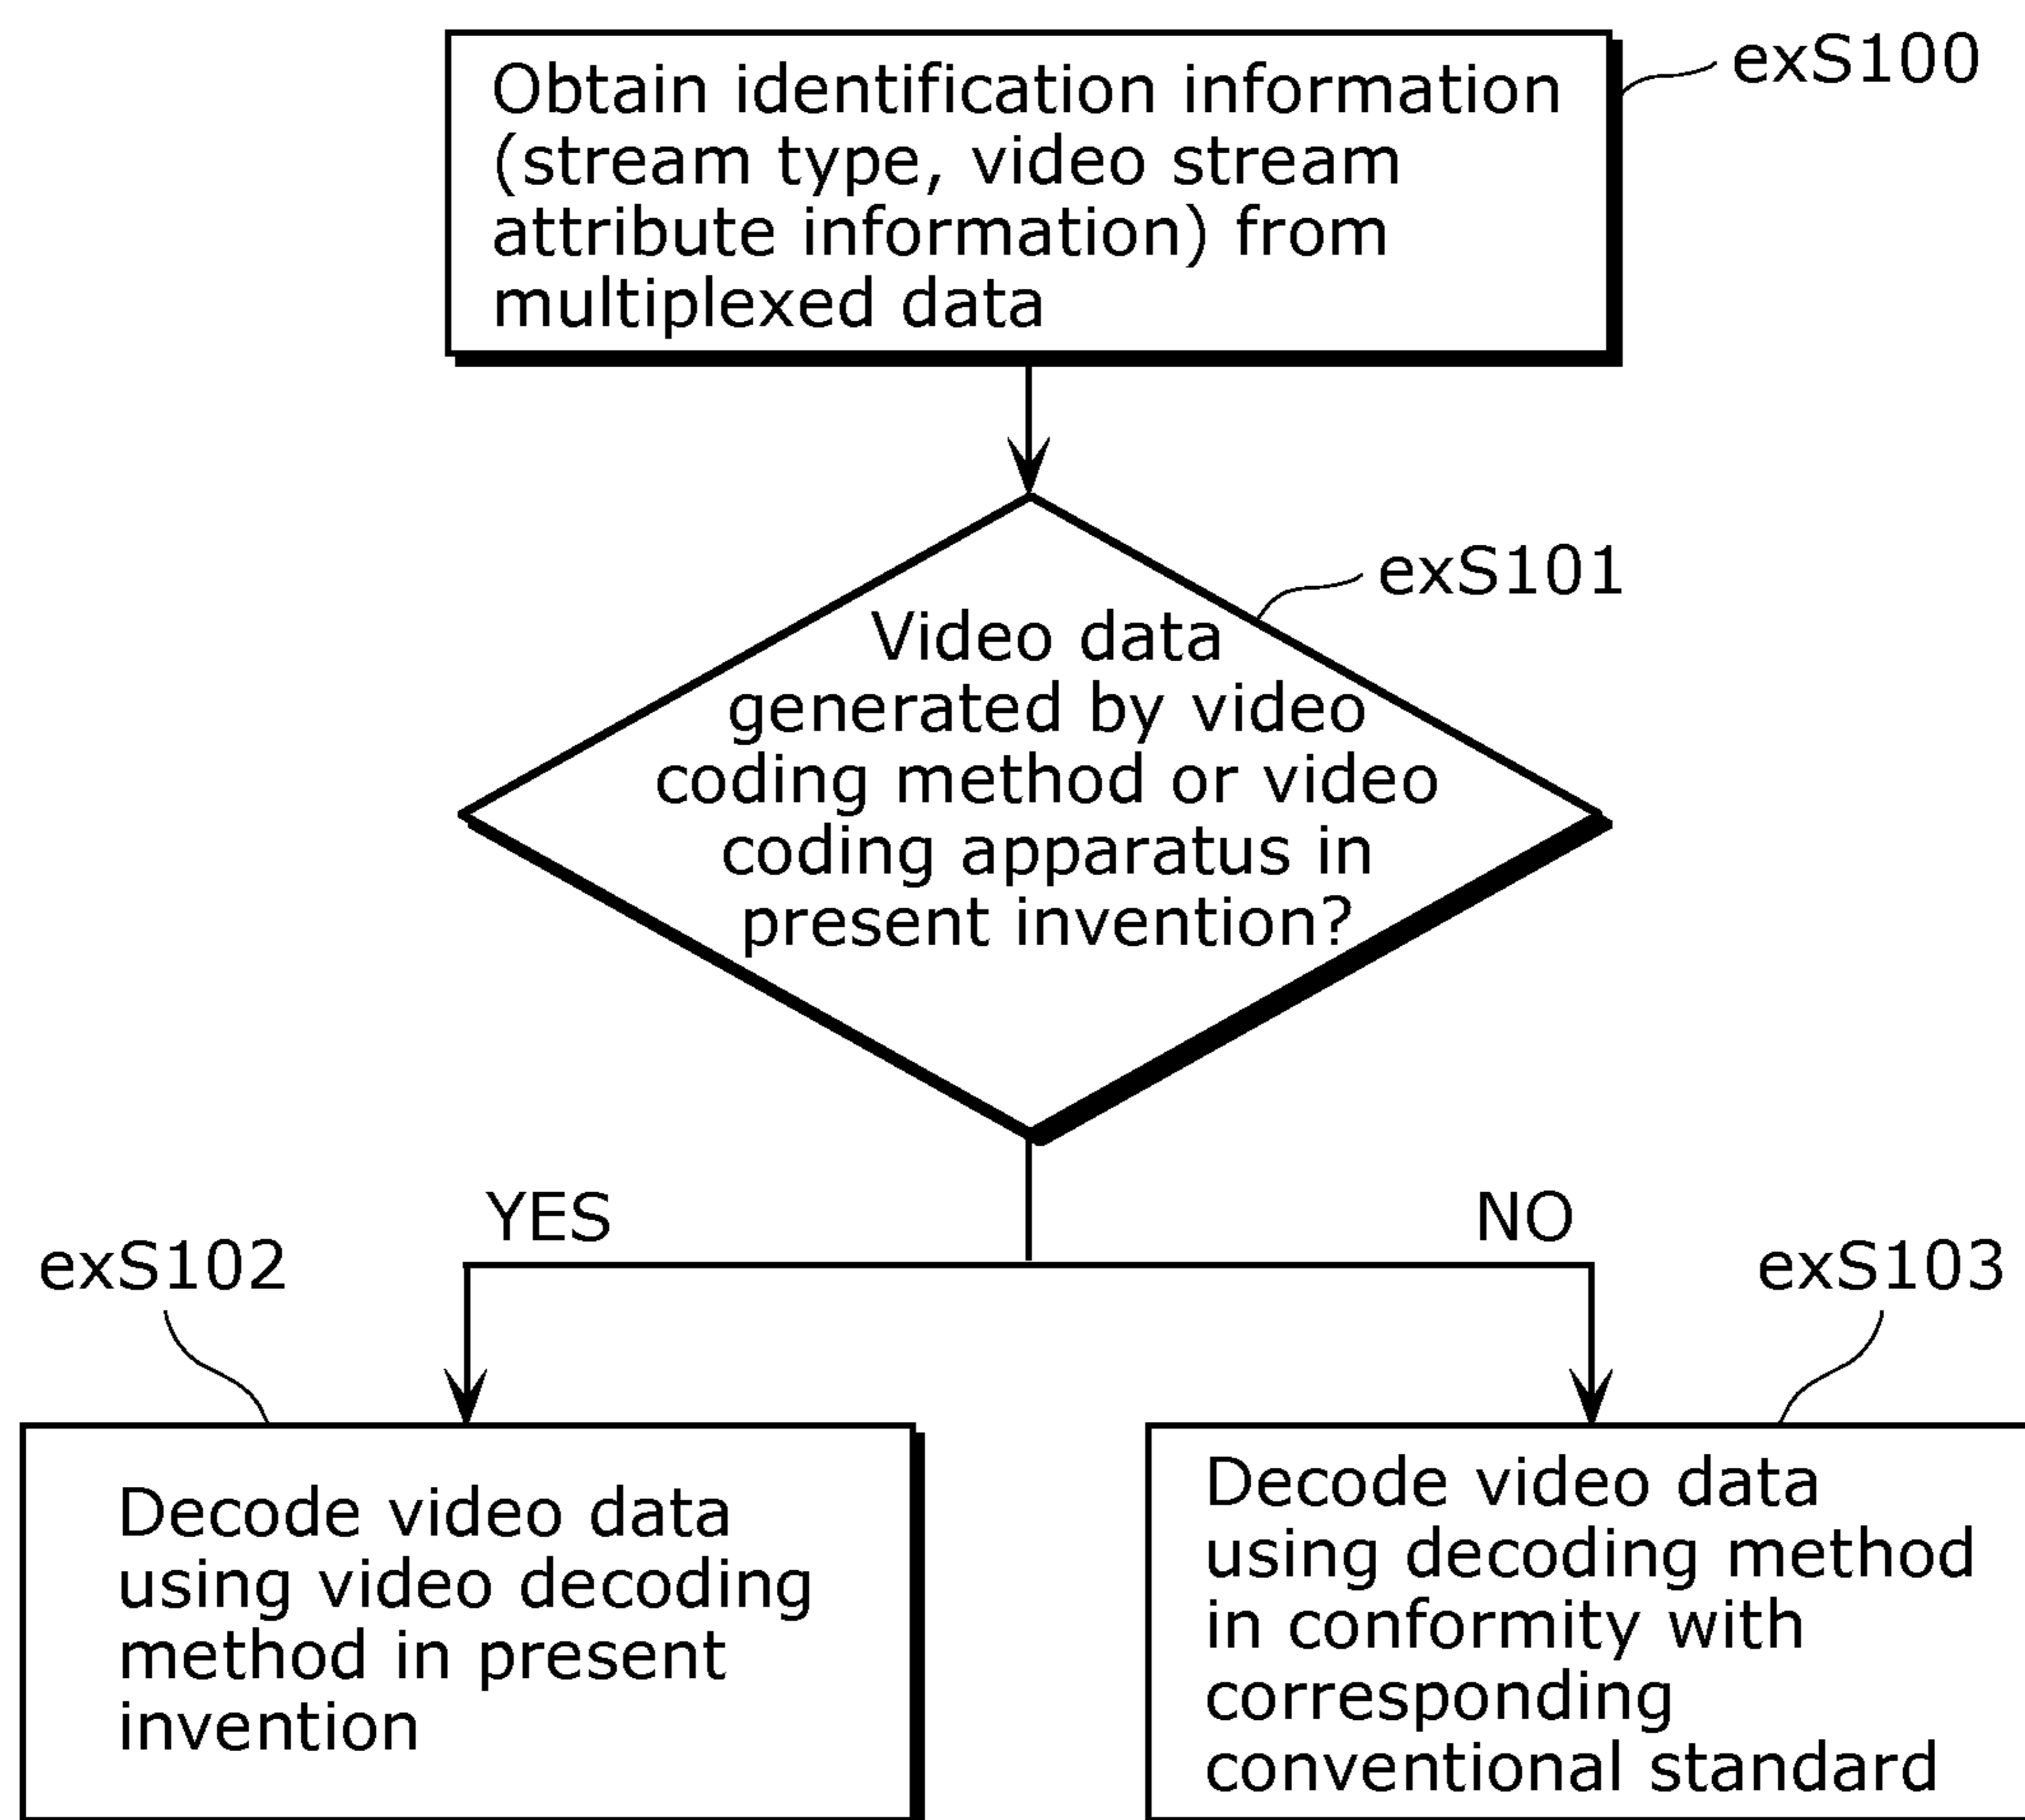 exS100
Obtain identification information
(stream type, video stream
attribute information) from
multiplexed data
exS101
Video data
generated by video
coding method or video
coding apparatus in
present invention?
YES
NO
exS102
exS103
Decode video data
using video decoding
method in present
invention
Decode video data
using decoding method
in conformity with
corresponding
conventional standard